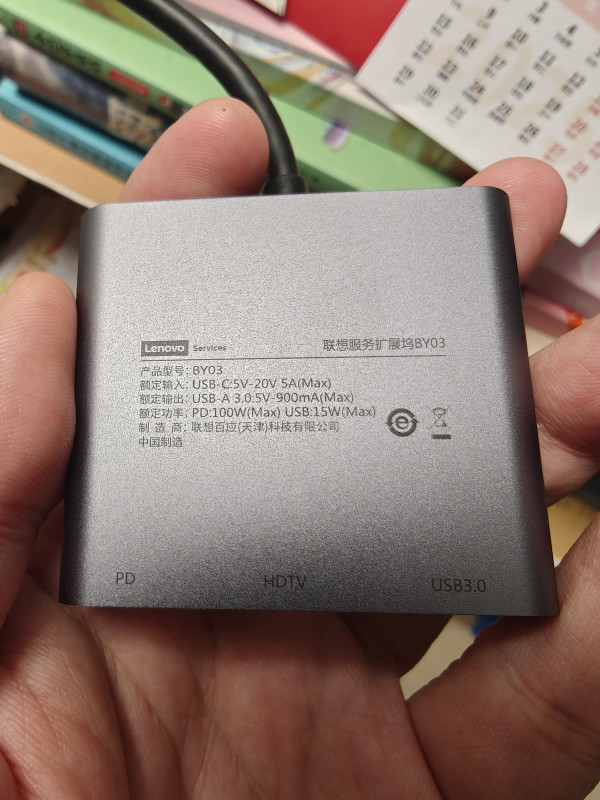 Lenovo Services 联想服务扩展坞BY03
产品型号: BY03
额定输入: USB-C:5V-20V 5A(Max)
额定输出: USB-A 3.0:5V-900mA(Max)
额定功率: PD:100W(Max) USB:15W(Max)
制 造 商: 联想百应(天津)科技有限公司
中国制造
PD HDTV USB3.0